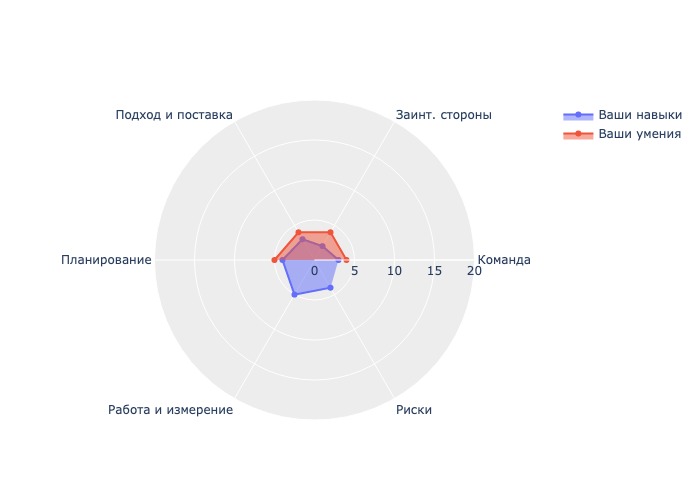 Подход и поставка
Заинт. стороны
Ваши навыки
Ваши умения
Планирование
Команда
0 5 10 15 20
Работа и измерение
Риски